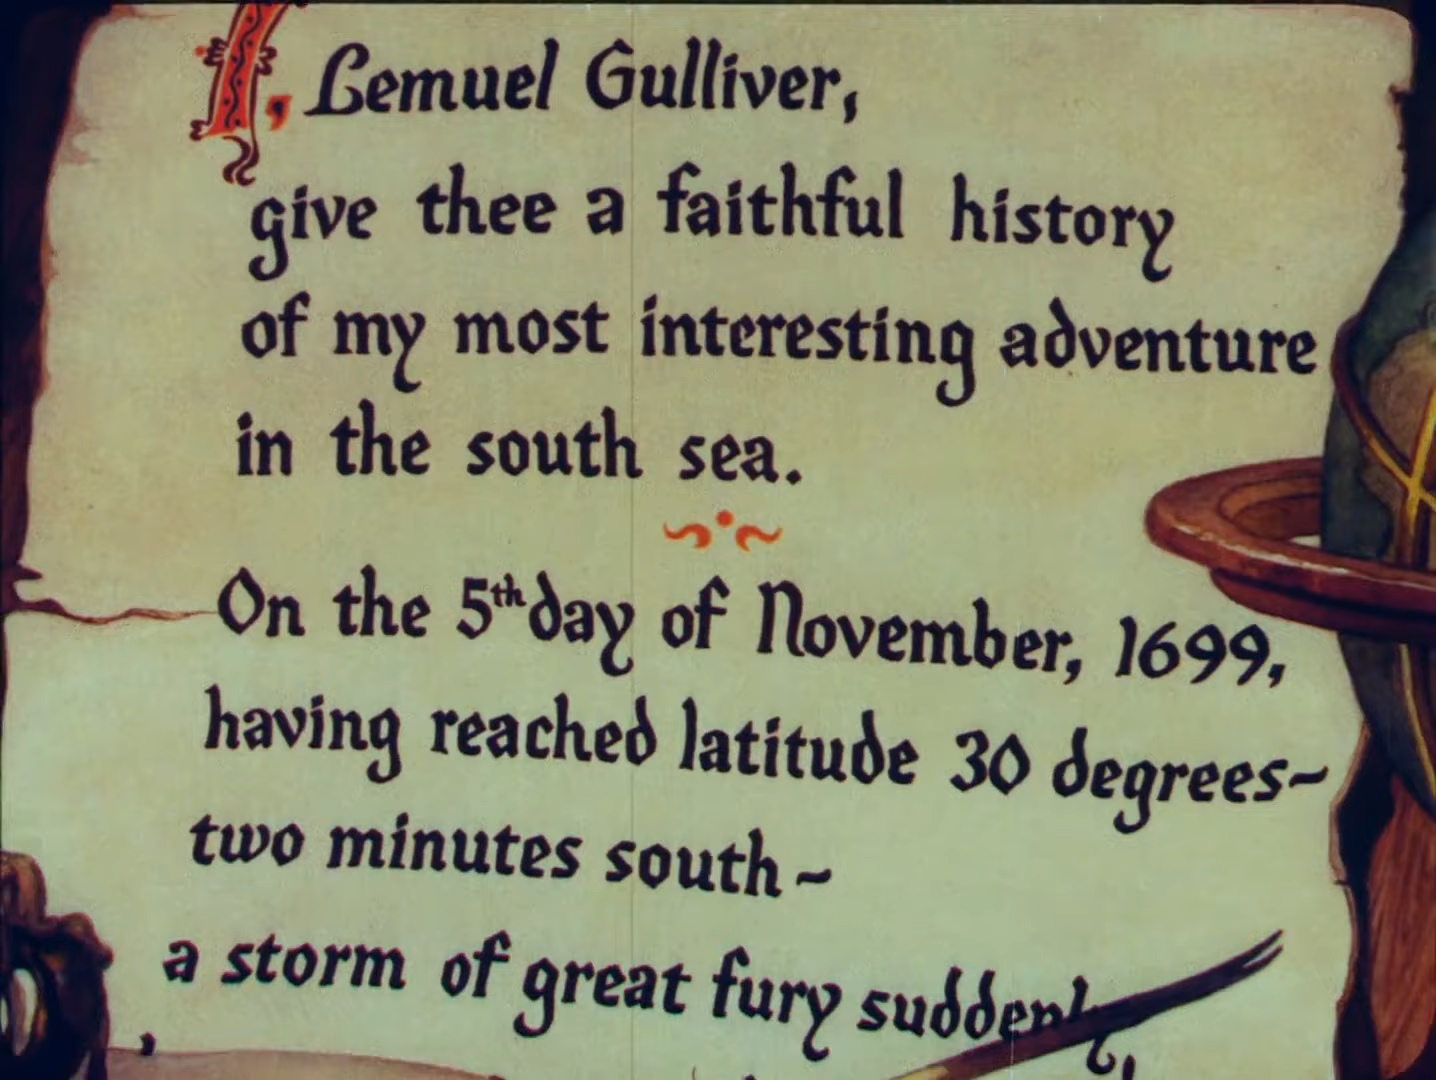 I, Lemuel Gulliver,
give thee a faithful history
of my most interesting adventure
in the south sea.
On the 5th day of November, 1699,
having reached latitude 30 degrees~
two minutes south ~
a storm of great fury suddenly